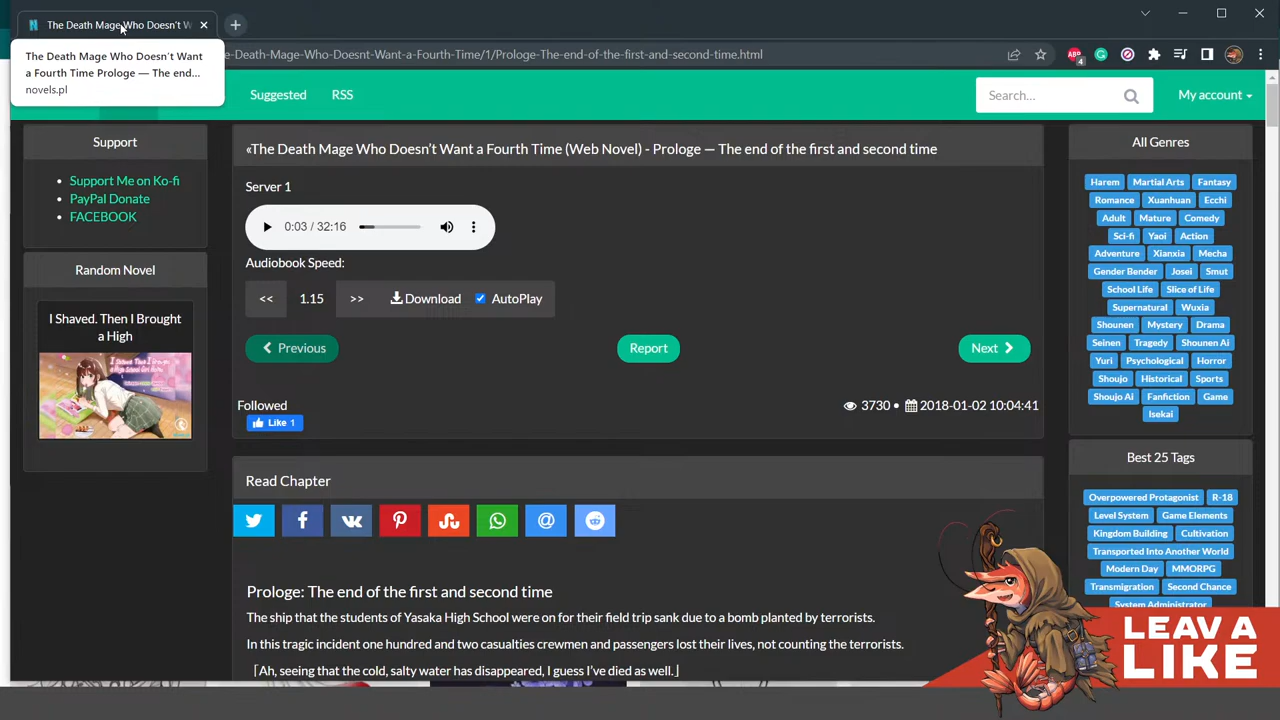 The Death Mage Who Doesn't W
The Death Mage Who Doesn't Want
a Fourth Time Prologe — The end...
novels.pl
e-Death-Mage-Who-Doesnt-Want-a-Fourth-Time/1/Prologe-The-end-of-the-first-and-second-time.html
4
Suggested
RSS
Search...
My account
Support
Support Me on Ko-fi
PayPal Donate
FACEBOOK
Random Novel
I Shaved. Then I Brought
a High
«The Death Mage Who Doesn't Want a Fourth Time (Web Novel) - Prologe — The end of the first and second time
Server 1
0:03 / 32:16
Audiobook Speed:
<< 1.15 >> Download AutoPlay
Previous
Report
Next
Followed
Like 1
3730 • 2018-01-02 10:04:41
Read Chapter
Prologe: The end of the first and second time
The ship that the students of Yasaka High School were on for their field trip sank due to a bomb planted by terrorists.
In this tragic incident one hundred and two casualties crewmen and passengers lost their lives, not counting the terrorists.
⌈Ah, seeing that the cold, salty water has disappeared, I guess I've died as well.⌋
All Genres
Harem Martial Arts Fantasy
Romance Xuanhuan Ecchi
Adult Mature Comedy
Sci-fi Yaoi Action
Adventure Xianxia Mecha
Gender Bender Josei Smut
School Life Slice of Life
Supernatural Wuxia
Shounen Mystery Drama
Seinen Tragedy Shounen Ai
Yuri Psychological Horror
Shoujo Historical Sports
Shoujo Ai Fanfiction Game
Isekai
Best 25 Tags
Overpowered Protagonist R-18
Level System Game Elements
Kingdom Building Cultivation
Transported Into Another World
Modern Day MMORPG
Transmigration Second Chance
System Administrator
LEAV A
LIKE